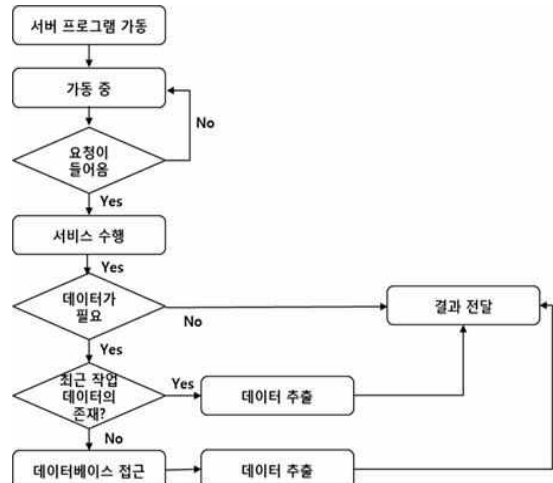 서버 프로그램 가동
가동 중
No
요청이
들어옴
Yes
서비스 수행
Yes
데이터가
필요
No
결과 전달
Yes
최근 작업
데이터의
존재?
Yes
데이터 추출
No
데이터베이스 접근
데이터 추출